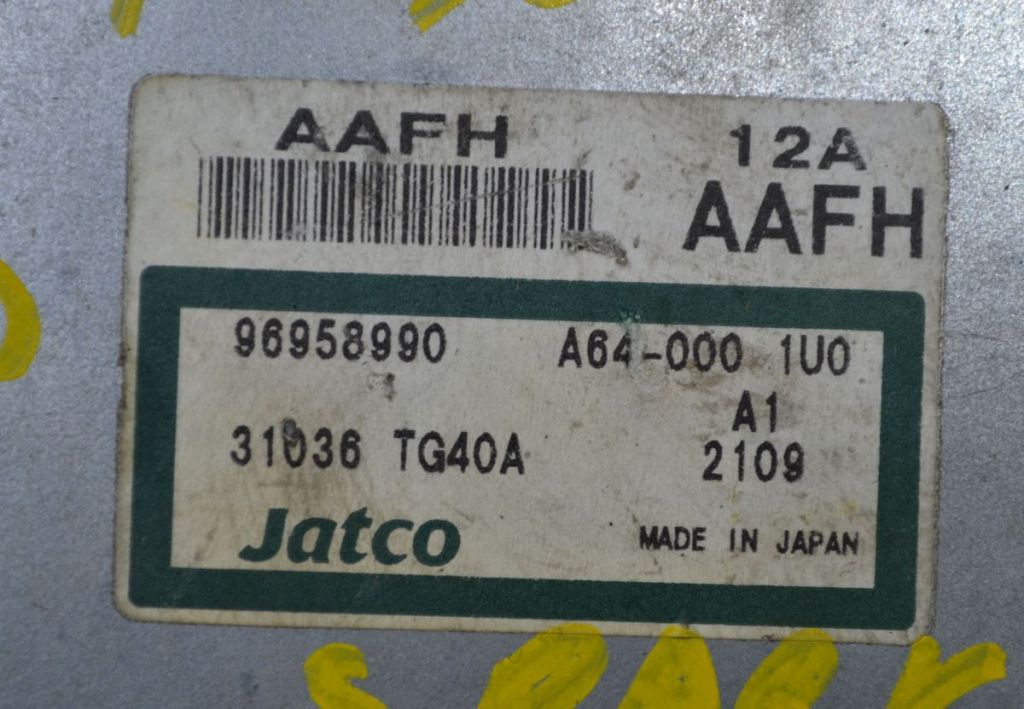 AAFH
12A
AAFH
96958990 A64-000 1U0
A1
31036 TG40A 2109
Jatco
MADE IN JAPAN